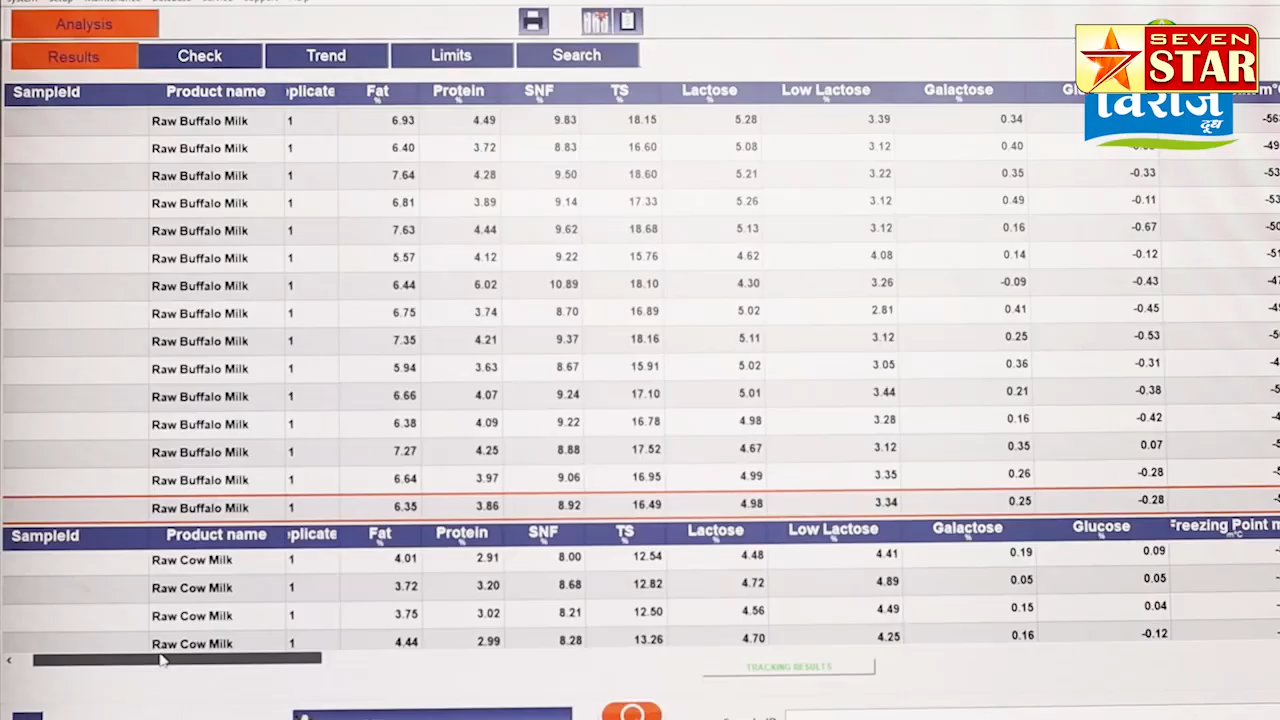 Analysis
Results Check Trend Limits Search
SEVEN STAR
विराज
दूध
SampleId Product name Fat % Protein % SNF % TS % Lactose % Low Lactose % Galactose %
Raw Buffalo Milk 1 6.93 4.49 9.83 18.15 5.28 3.39 0.34
Raw Buffalo Milk 1 6.40 3.72 8.83 16.60 5.08 3.12 0.40
Raw Buffalo Milk 1 7.64 4.28 9.50 18.60 5.21 3.22 0.35 -0.33
Raw Buffalo Milk 1 6.81 3.89 9.14 17.33 5.26 3.12 0.49 -0.11
Raw Buffalo Milk 1 7.63 4.44 9.62 18.68 5.13 3.12 0.16 -0.67
Raw Buffalo Milk 1 5.57 4.12 9.22 15.76 4.62 4.08 0.14 -0.12
Raw Buffalo Milk 1 6.44 6.02 10.89 18.10 4.30 3.26 -0.09 -0.43
Raw Buffalo Milk 1 6.75 3.74 8.70 16.89 5.02 2.81 0.41 -0.45
Raw Buffalo Milk 1 7.35 4.21 9.37 18.16 5.11 3.12 0.25 -0.53
Raw Buffalo Milk 1 5.94 3.63 8.67 15.91 5.02 3.05 0.36 -0.31
Raw Buffalo Milk 1 6.66 4.07 9.24 17.10 5.01 3.44 0.21 -0.38
Raw Buffalo Milk 1 6.38 4.09 9.22 16.78 4.98 3.28 0.16 -0.42
Raw Buffalo Milk 1 7.27 4.25 8.88 17.52 4.67 3.12 0.35 0.07
Raw Buffalo Milk 1 6.64 3.97 9.06 16.95 4.99 3.35 0.26 -0.28
Raw Buffalo Milk 1 6.35 3.86 8.92 16.49 4.98 3.34 0.25 -0.28
SampleId Product name plicate Fat % Protein % SNF % TS % Lactose % Low Lactose % Galactose % Glucose % Freezing Point m°C
Raw Cow Milk 1 4.01 2.91 8.00 12.54 4.48 4.41 0.19 0.09
Raw Cow Milk 1 3.72 3.20 8.68 12.82 4.72 4.89 0.05 0.05
Raw Cow Milk 1 3.75 3.02 8.21 12.50 4.56 4.49 0.15 0.04
Raw Cow Milk 1 4.44 2.99 8.28 13.26 4.70 4.25 0.16 -0.12
TRACKING RESULTS